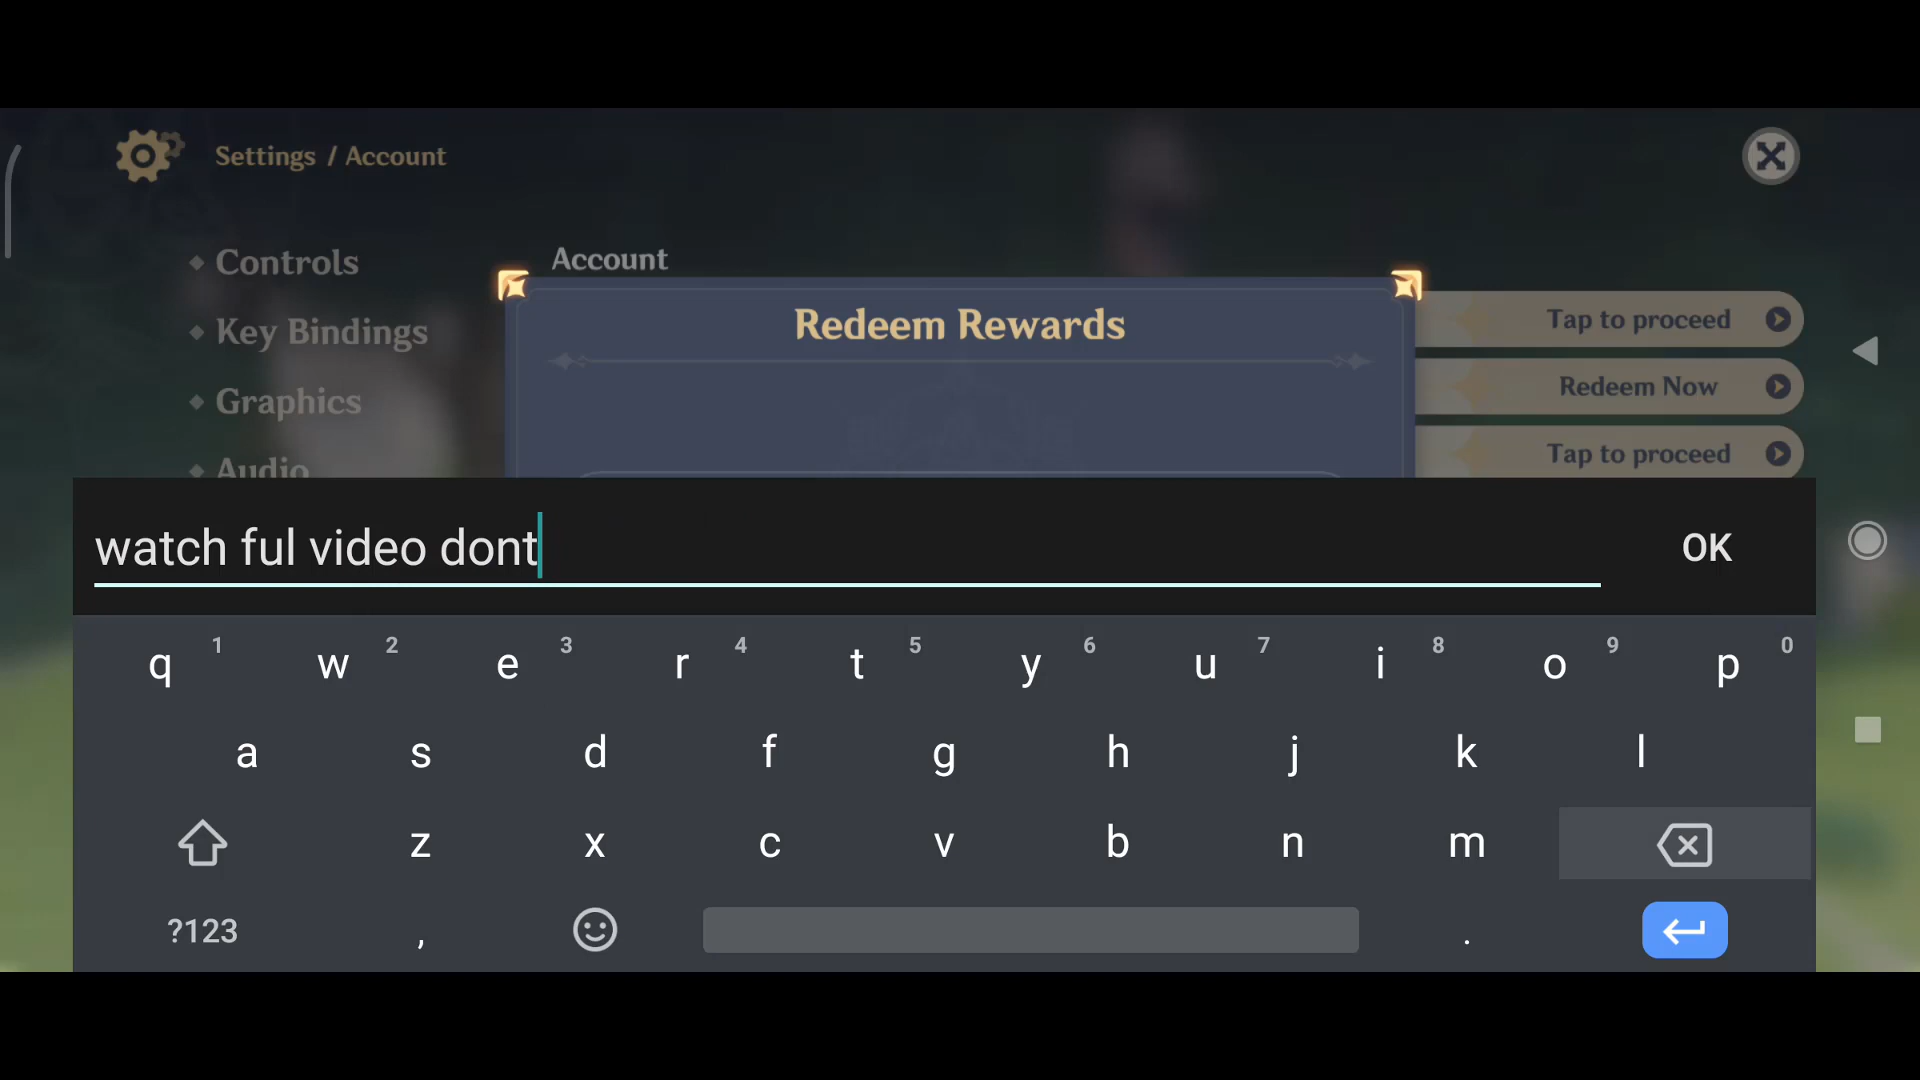 Settings / Account
Controls
Key Bindings
Graphics
Audio
Account
Redeem Rewards
Tap to proceed
Redeem Now
Tap to proceed
watch ful video dont
OK
q 1 w 2 e 3 r 4 t 5 y 6 u 7 i 8 o 9 p 0
a s d f g h j k l
z x c v b n m
?123 , .